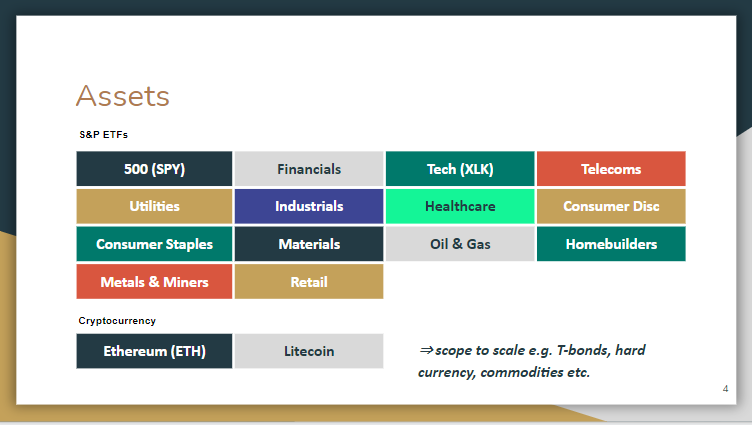 Assets
S&P ETFs
500 (SPY) Financials Tech (XLK) Telecoms
Utilities Industrials Healthcare Consumer Disc
Consumer Staples Materials Oil & Gas Homebuilders
Metals & Miners Retail
Cryptocurrency
Ethereum (ETH) Litecoin
⇒ scope to scale e.g. T-bonds, hard
currency, commodities etc.
4